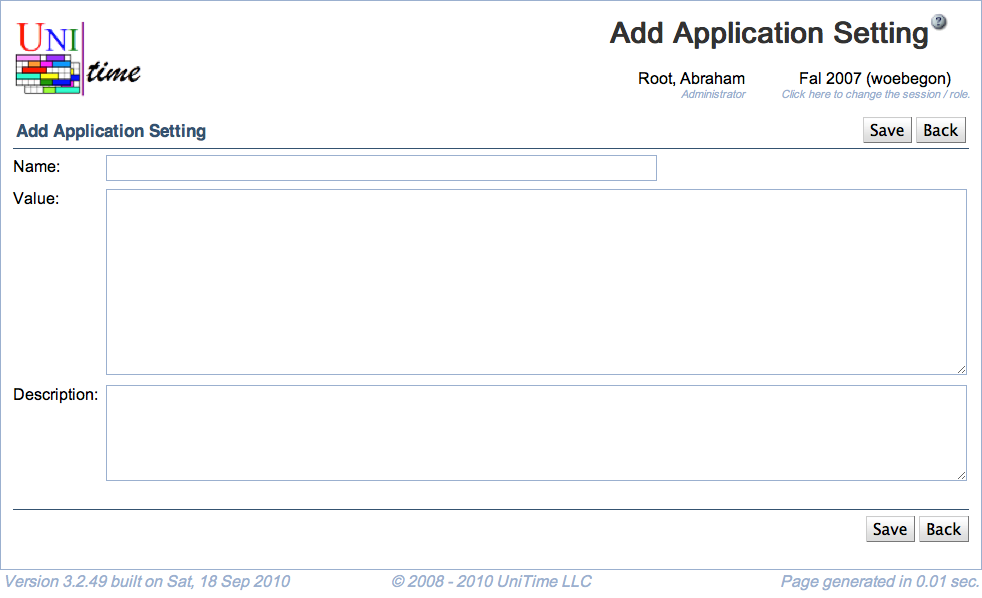 UNI
time
Add Application Setting ?
Root, Abraham
Administrator
Fal 2007 (woebegon)
Click here to change the session / role.
Add Application Setting
Save Back
Name:
Value:
Description:
Save Back
Version 3.2.49 built on Sat, 18 Sep 2010
© 2008 - 2010 UniTime LLC
Page generated in 0.01 sec.